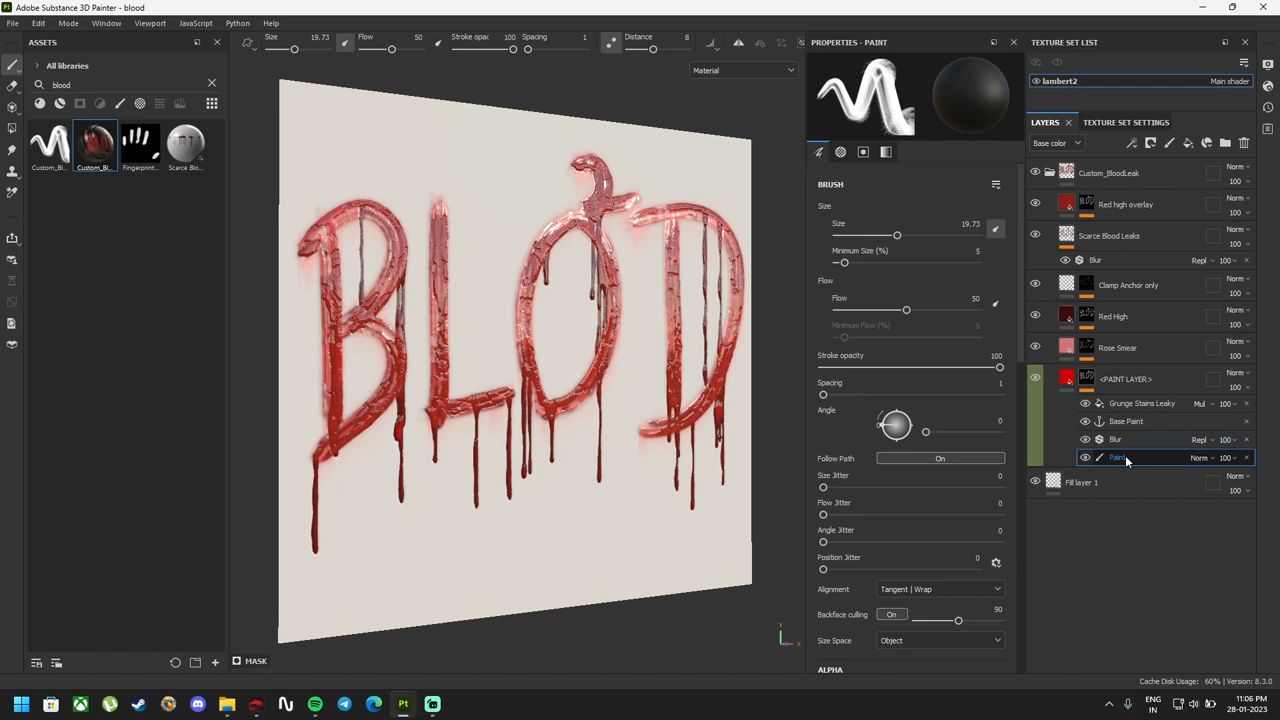 Adobe Substance 3D Painter - blood
File Edit Mode Window Viewport JavaScript Python Help
ASSETS
All libraries
blood
Custom_Bl... Custom_Bl... Fingerprint... Scarce Blo...
Size 19.73 Flow 50 Stroke opac 100 Spacing 1 Distance 8
Material
BLOD
MASK
PROPERTIES - PAINT
BRUSH
Size
Size 19.73
Minimum Size (%) 5
Flow
Flow 50
Minimum Flow (%) 5
Stroke opacity 100
Spacing 1
Angle 0
Follow Path On
Size Jitter 0
Flow Jitter 0
Angle Jitter 0
Position Jitter 0
Alignment Tangent | Wrap
Backface culling On 90
Size Space Object
ALPHA
TEXTURE SET LIST
lambert2 Main shader
LAYERS TEXTURE SET SETTINGS
Base color
Custom_BloodLeak Norm 100
Red high overlay Norm 100
Scarce Blood Leaks Norm 100
Blur Repl 100
Clamp Anchor only Norm 100
Red High Norm 100
Rose Smear Norm 100
<PAINT LAYER> Norm 100
Grunge Stains Leaky Mul 100
Base Paint
Blur Repl 100
Paint Norm 100
Fill layer 1 Norm 100
Cache Disk Usage: 60% | Version: 8.3.0
ENG
IN
11:06 PM
28-01-2023